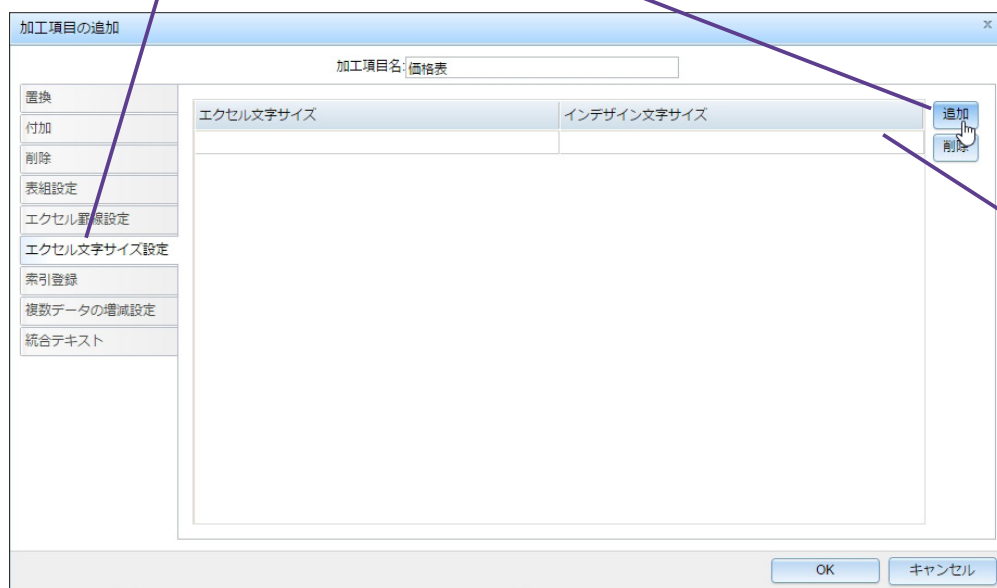 加工項目の追加
x
加工項目名:価格表
置換
付加
削除
表組設定
エクセル罫線設定
エクセル文字サイズ設定
索引登録
複数データの増減設定
統合テキスト
エクセル文字サイズ
インデザイン文字サイズ
追加
削除
OK
キャンセル